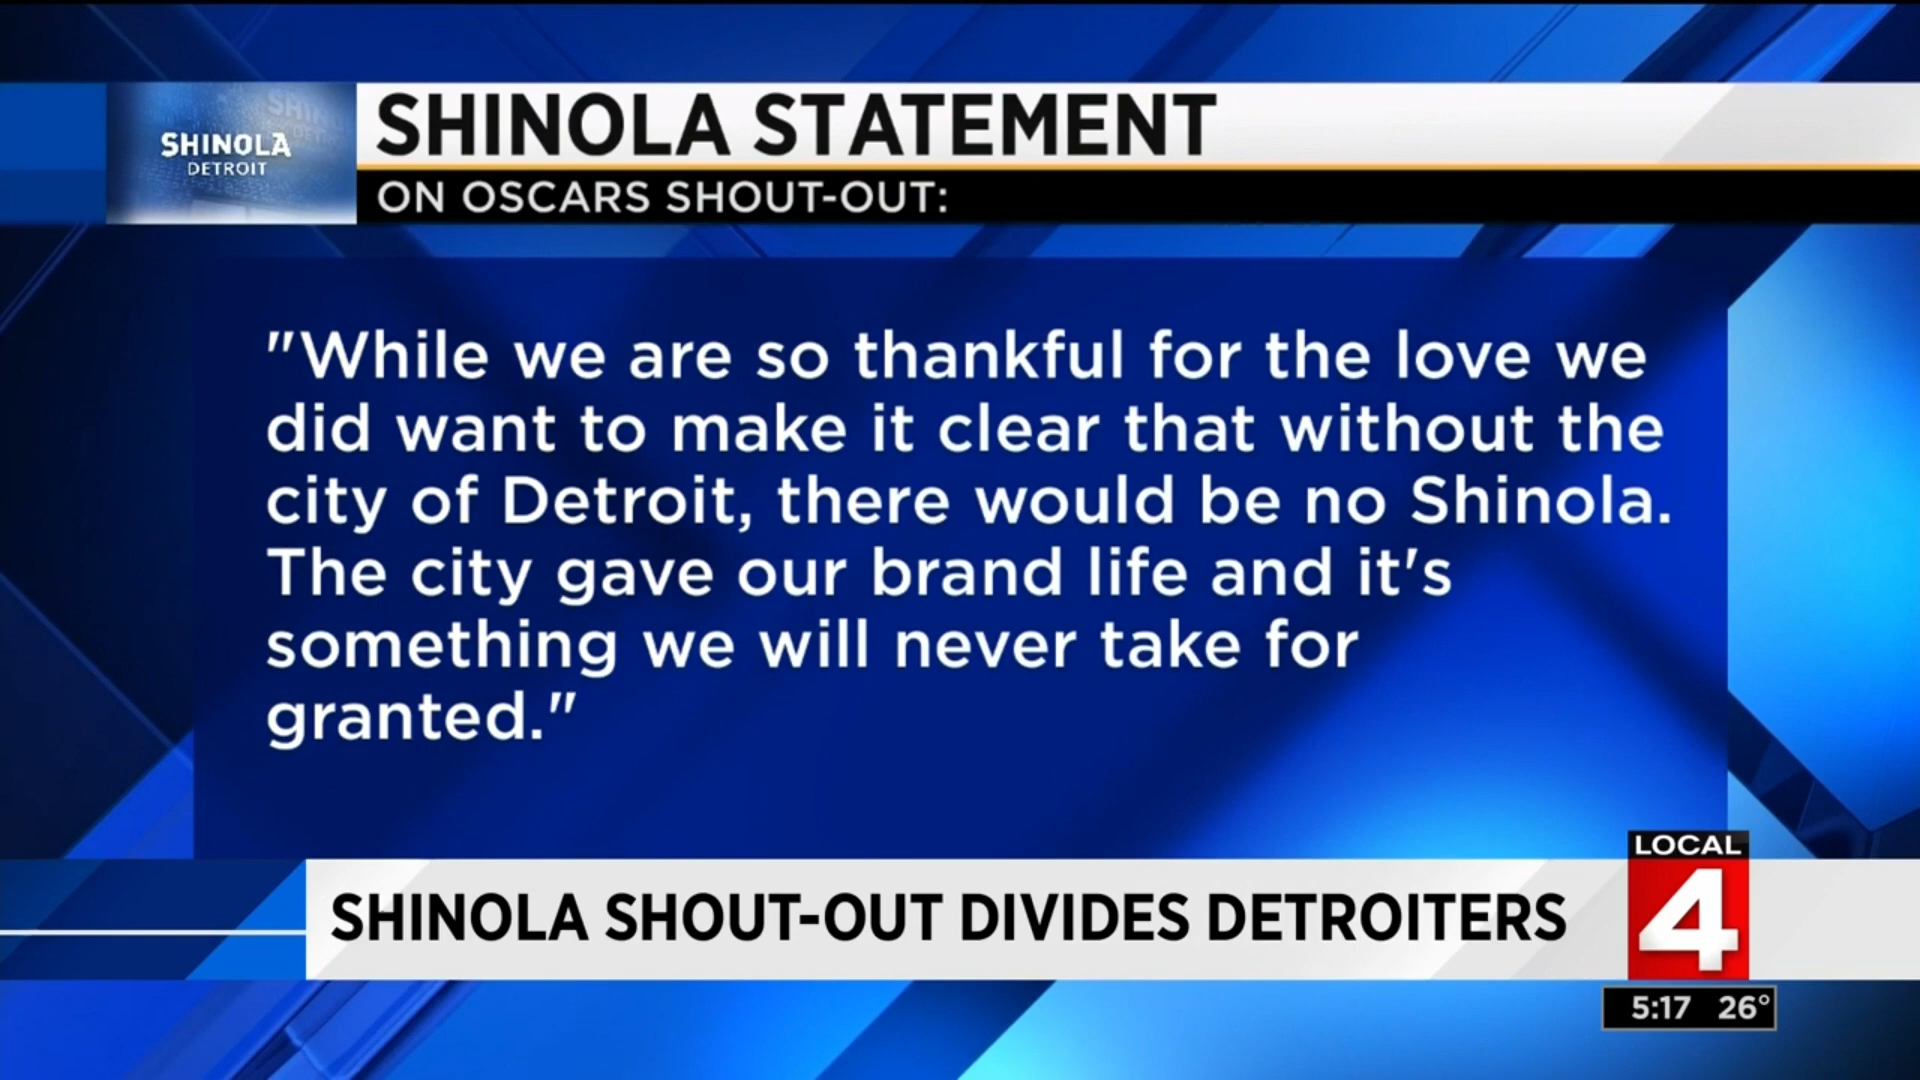 SHINOLA
DETROIT
SHINOLA STATEMENT
ON OSCARS SHOUT-OUT:
"While we are so thankful for the love we
did want to make it clear that without the
city of Detroit, there would be no Shinola.
The city gave our brand life and it's
something we will never take for
granted."
SHINOLA SHOUT-OUT DIVIDES DETROITERS
LOCAL
4
5:17 26°